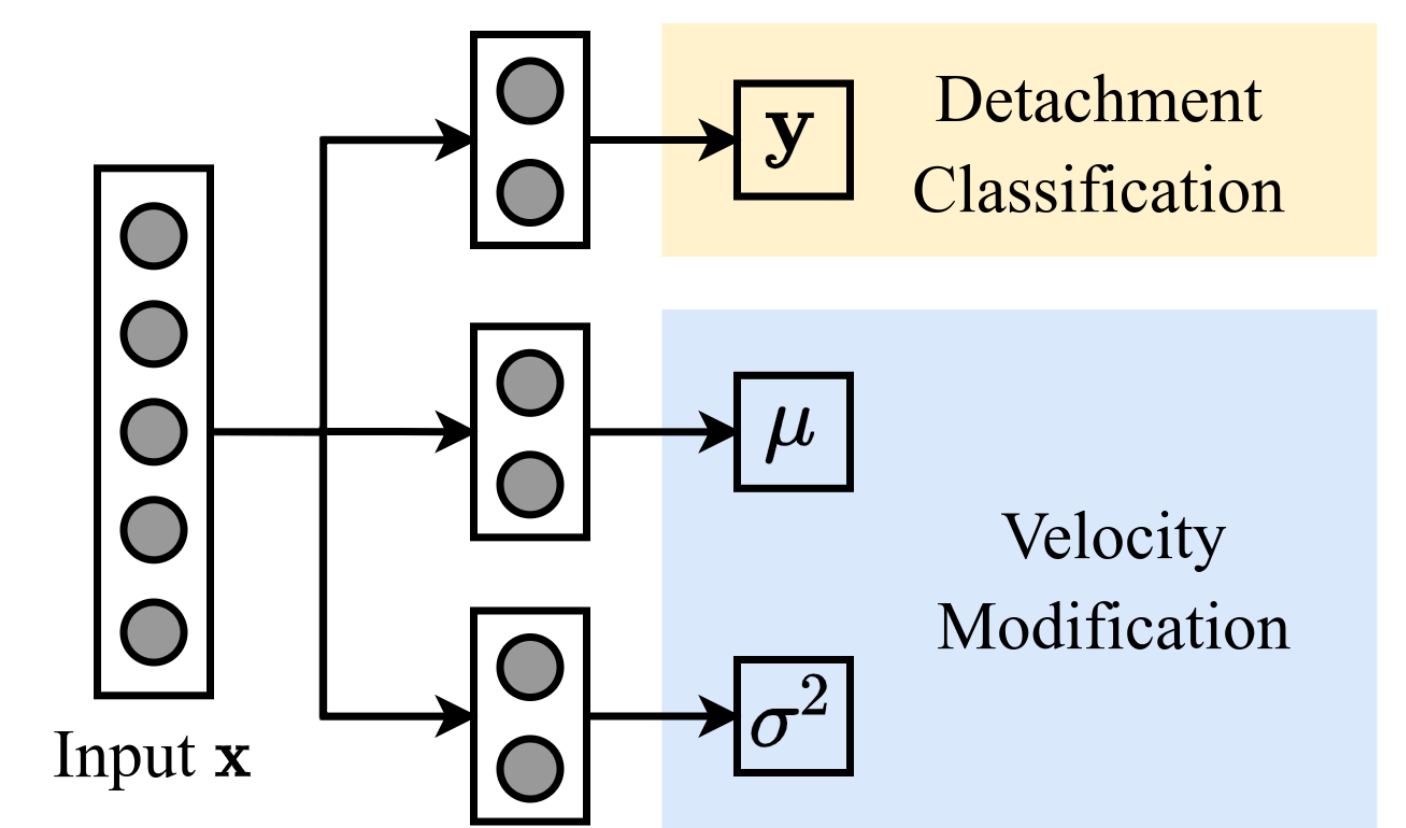 y
Detachment
Classification
μ
Velocity
Modification
σ²
Input x